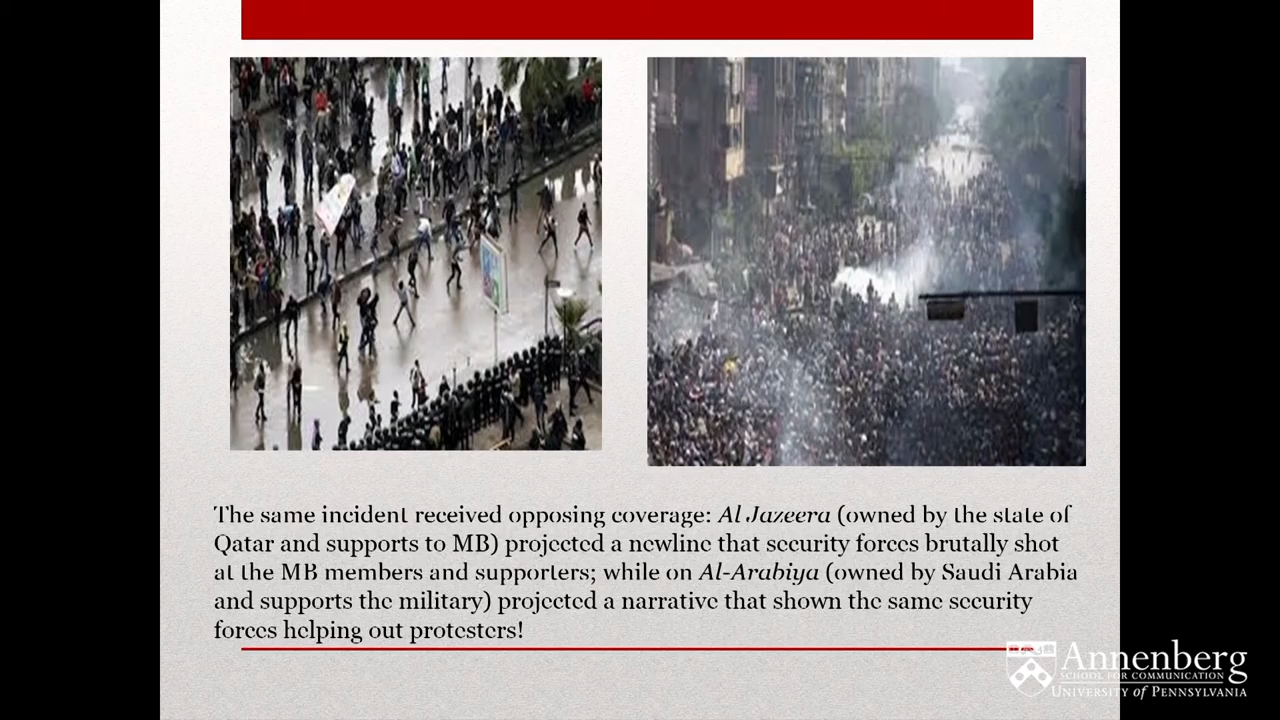 The same incident received opposing coverage: Al Jazeera (owned by the state of
Qatar and supports to MB) projected a newline that security forces brutally shot
at the MB members and supporters; while on Al-Arabiya (owned by Saudi Arabia
and supports the military) projected a narrative that shown the same security
forces helping out protesters!
Annenberg
SCHOOL FOR COMMUNICATION
UNIVERSITY of PENNSYLVANIA